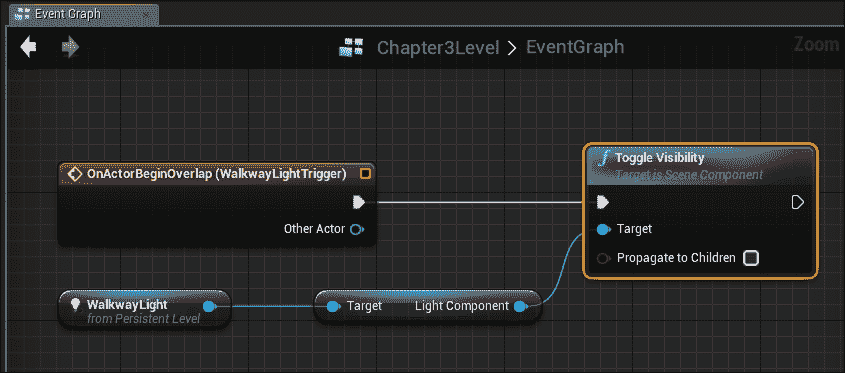 Event Graph
Chapter3Level > EventGraph
Zoom
OnActorBeginOverlap (WalkwayLightTrigger)
Other Actor
Toggle Visibility
Target is Scene Component
Target
Propagate to Children
WalkwayLight
from Persistent Level
Target Light Component